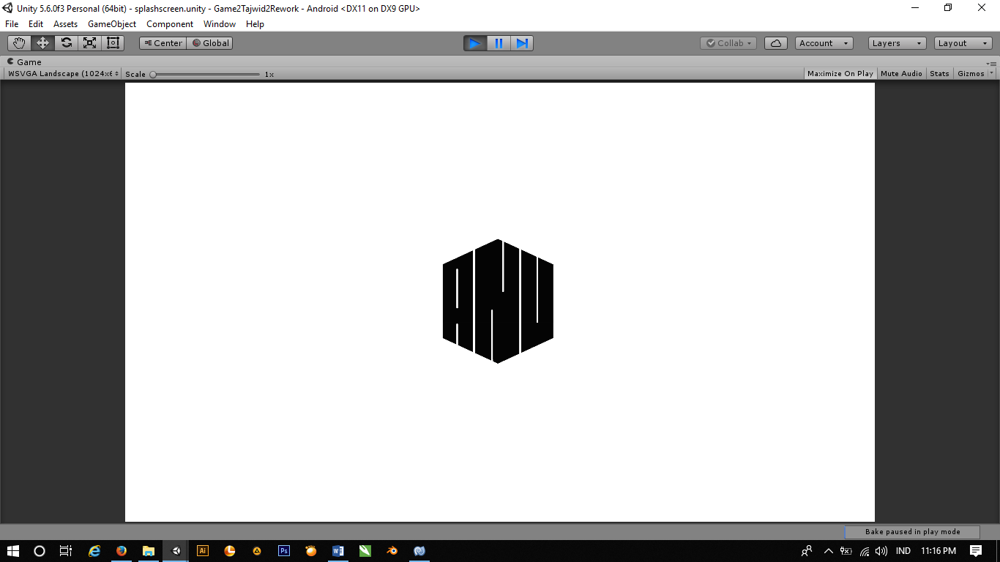 Unity 5.6.0f3 Personal (64bit) - splashscreen.unity - Game2Tajwid2Rework - Android <DX11 on DX9 GPU>
File Edit Assets GameObject Component Window Help
Center Global Collab Account Layers Layout
Game
WSVGA Landscape (1024x6 Scale 1x Maximize On Play Mute Audio Stats Gizmos
ANU
Bake paused in play mode
Ai Ps IND 11:16 PM